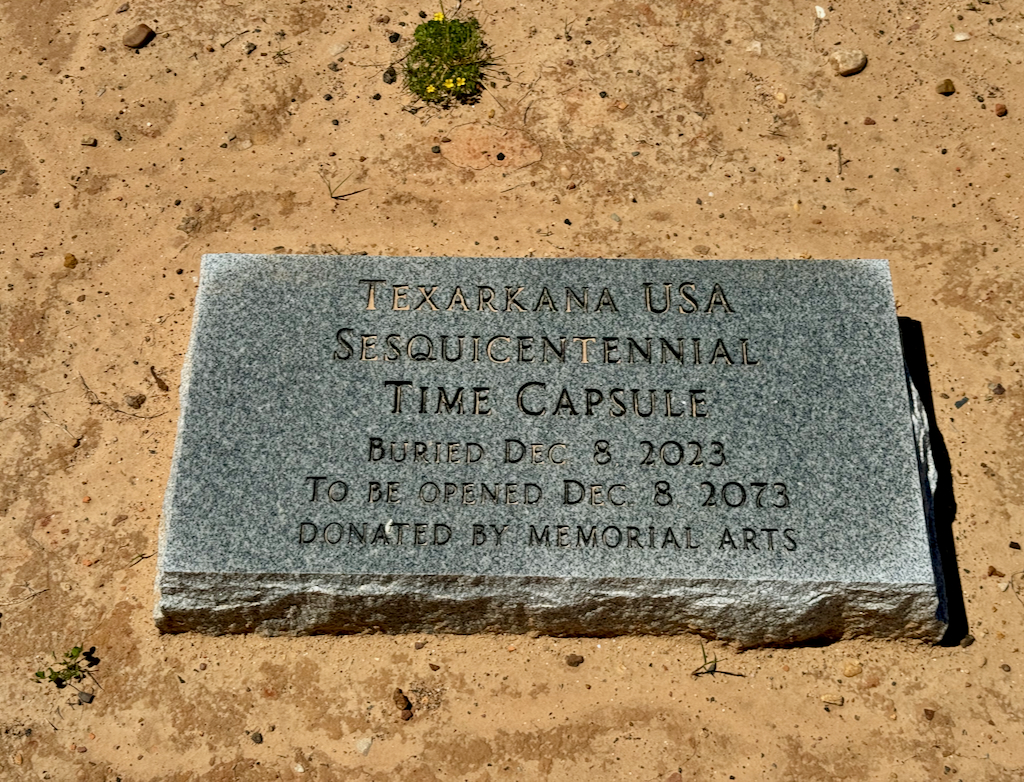 Texarkana USA
Sesquicentennial
Time Capsule
Buried Dec. 8 2023
To be opened Dec. 8 2073
donated by memorial arts